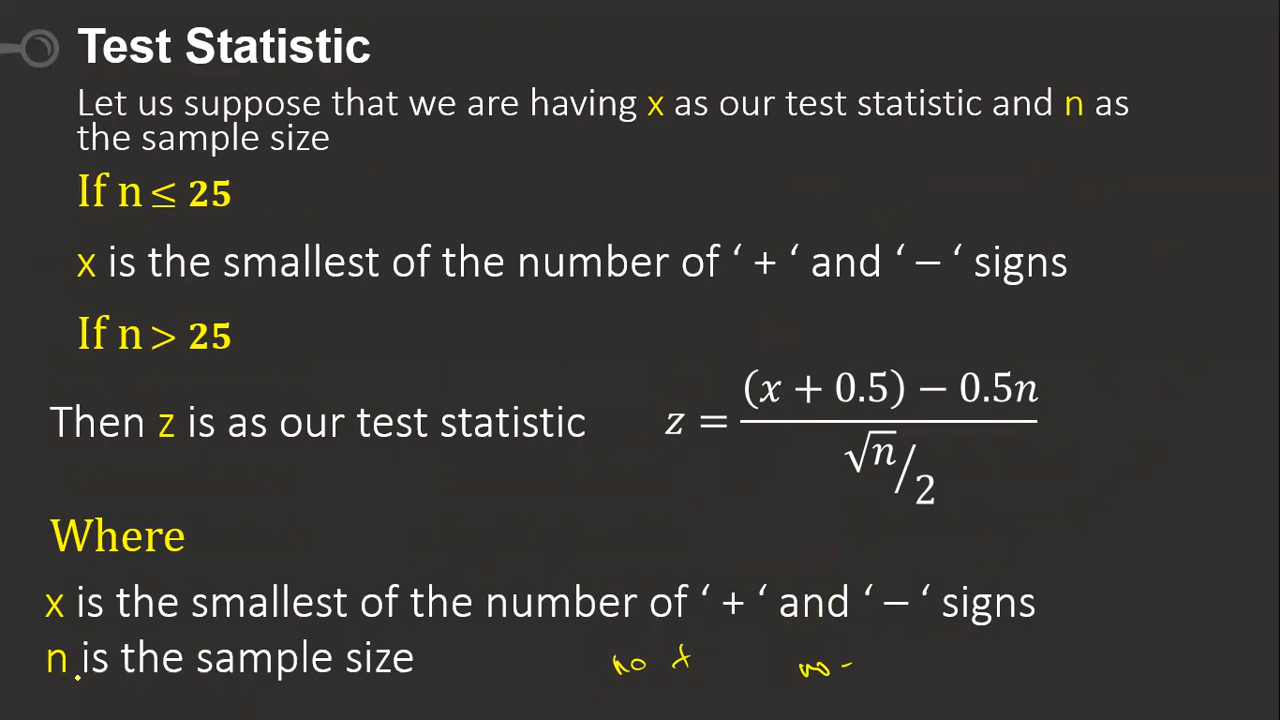 Test Statistic
Let us suppose that we are having x as our test statistic and n as
the sample size
If n ≤ 25
x is the smallest of the number of ‘ + ‘ and ‘ – ‘ signs
If n > 25
Then z is as our test statistic z = ((x + 0.5) − 0.5n) / (√n/2)
Where
x is the smallest of the number of ‘ + ‘ and ‘ – ‘ signs
n is the sample size
no + no -